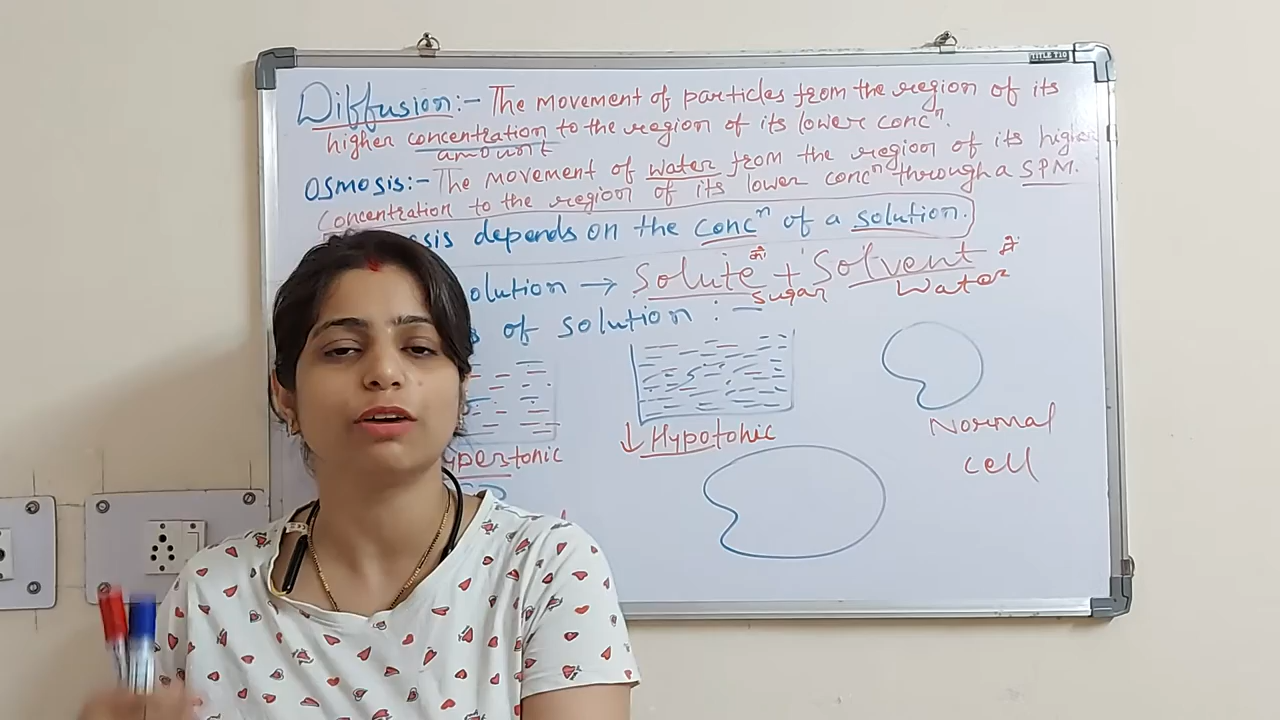 TITLE T10
Diffusion:- The movement of particles from the region of its
higher concentration to the region of its lower concⁿ.
amount
Osmosis:- The movement of water from the region of its higher
Concentration to the region of its lower concⁿ through a SPM.
sis depends on the concⁿ of a solution.
olution → Solute + Solvent
Sugar Water
s of solution :-
ypertonic
↓ Hypotonic
Normal
cell